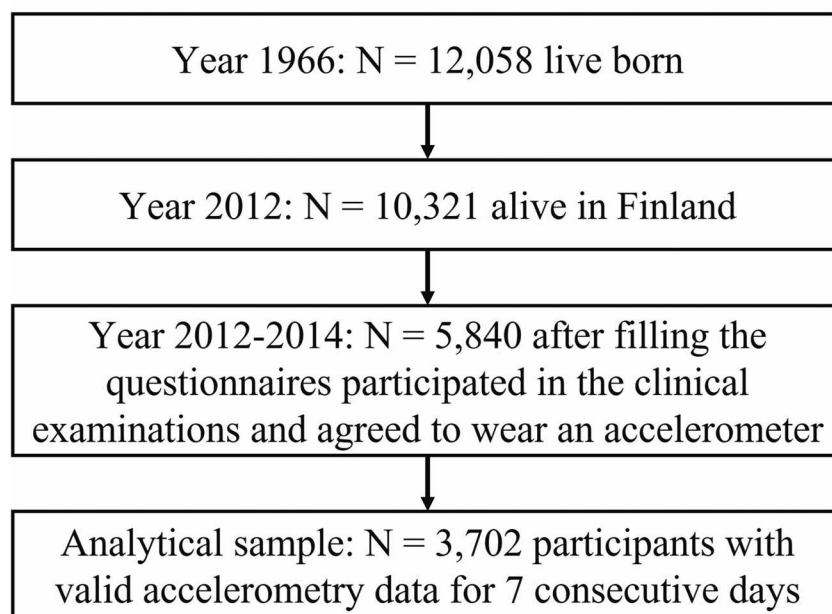 Year 1966: N = 12,058 live born
Year 2012: N = 10,321 alive in Finland
Year 2012-2014: N = 5,840 after filling the
questionnaires participated in the clinical
examinations and agreed to wear an accelerometer
Analytical sample: N = 3,702 participants with
valid accelerometry data for 7 consecutive days